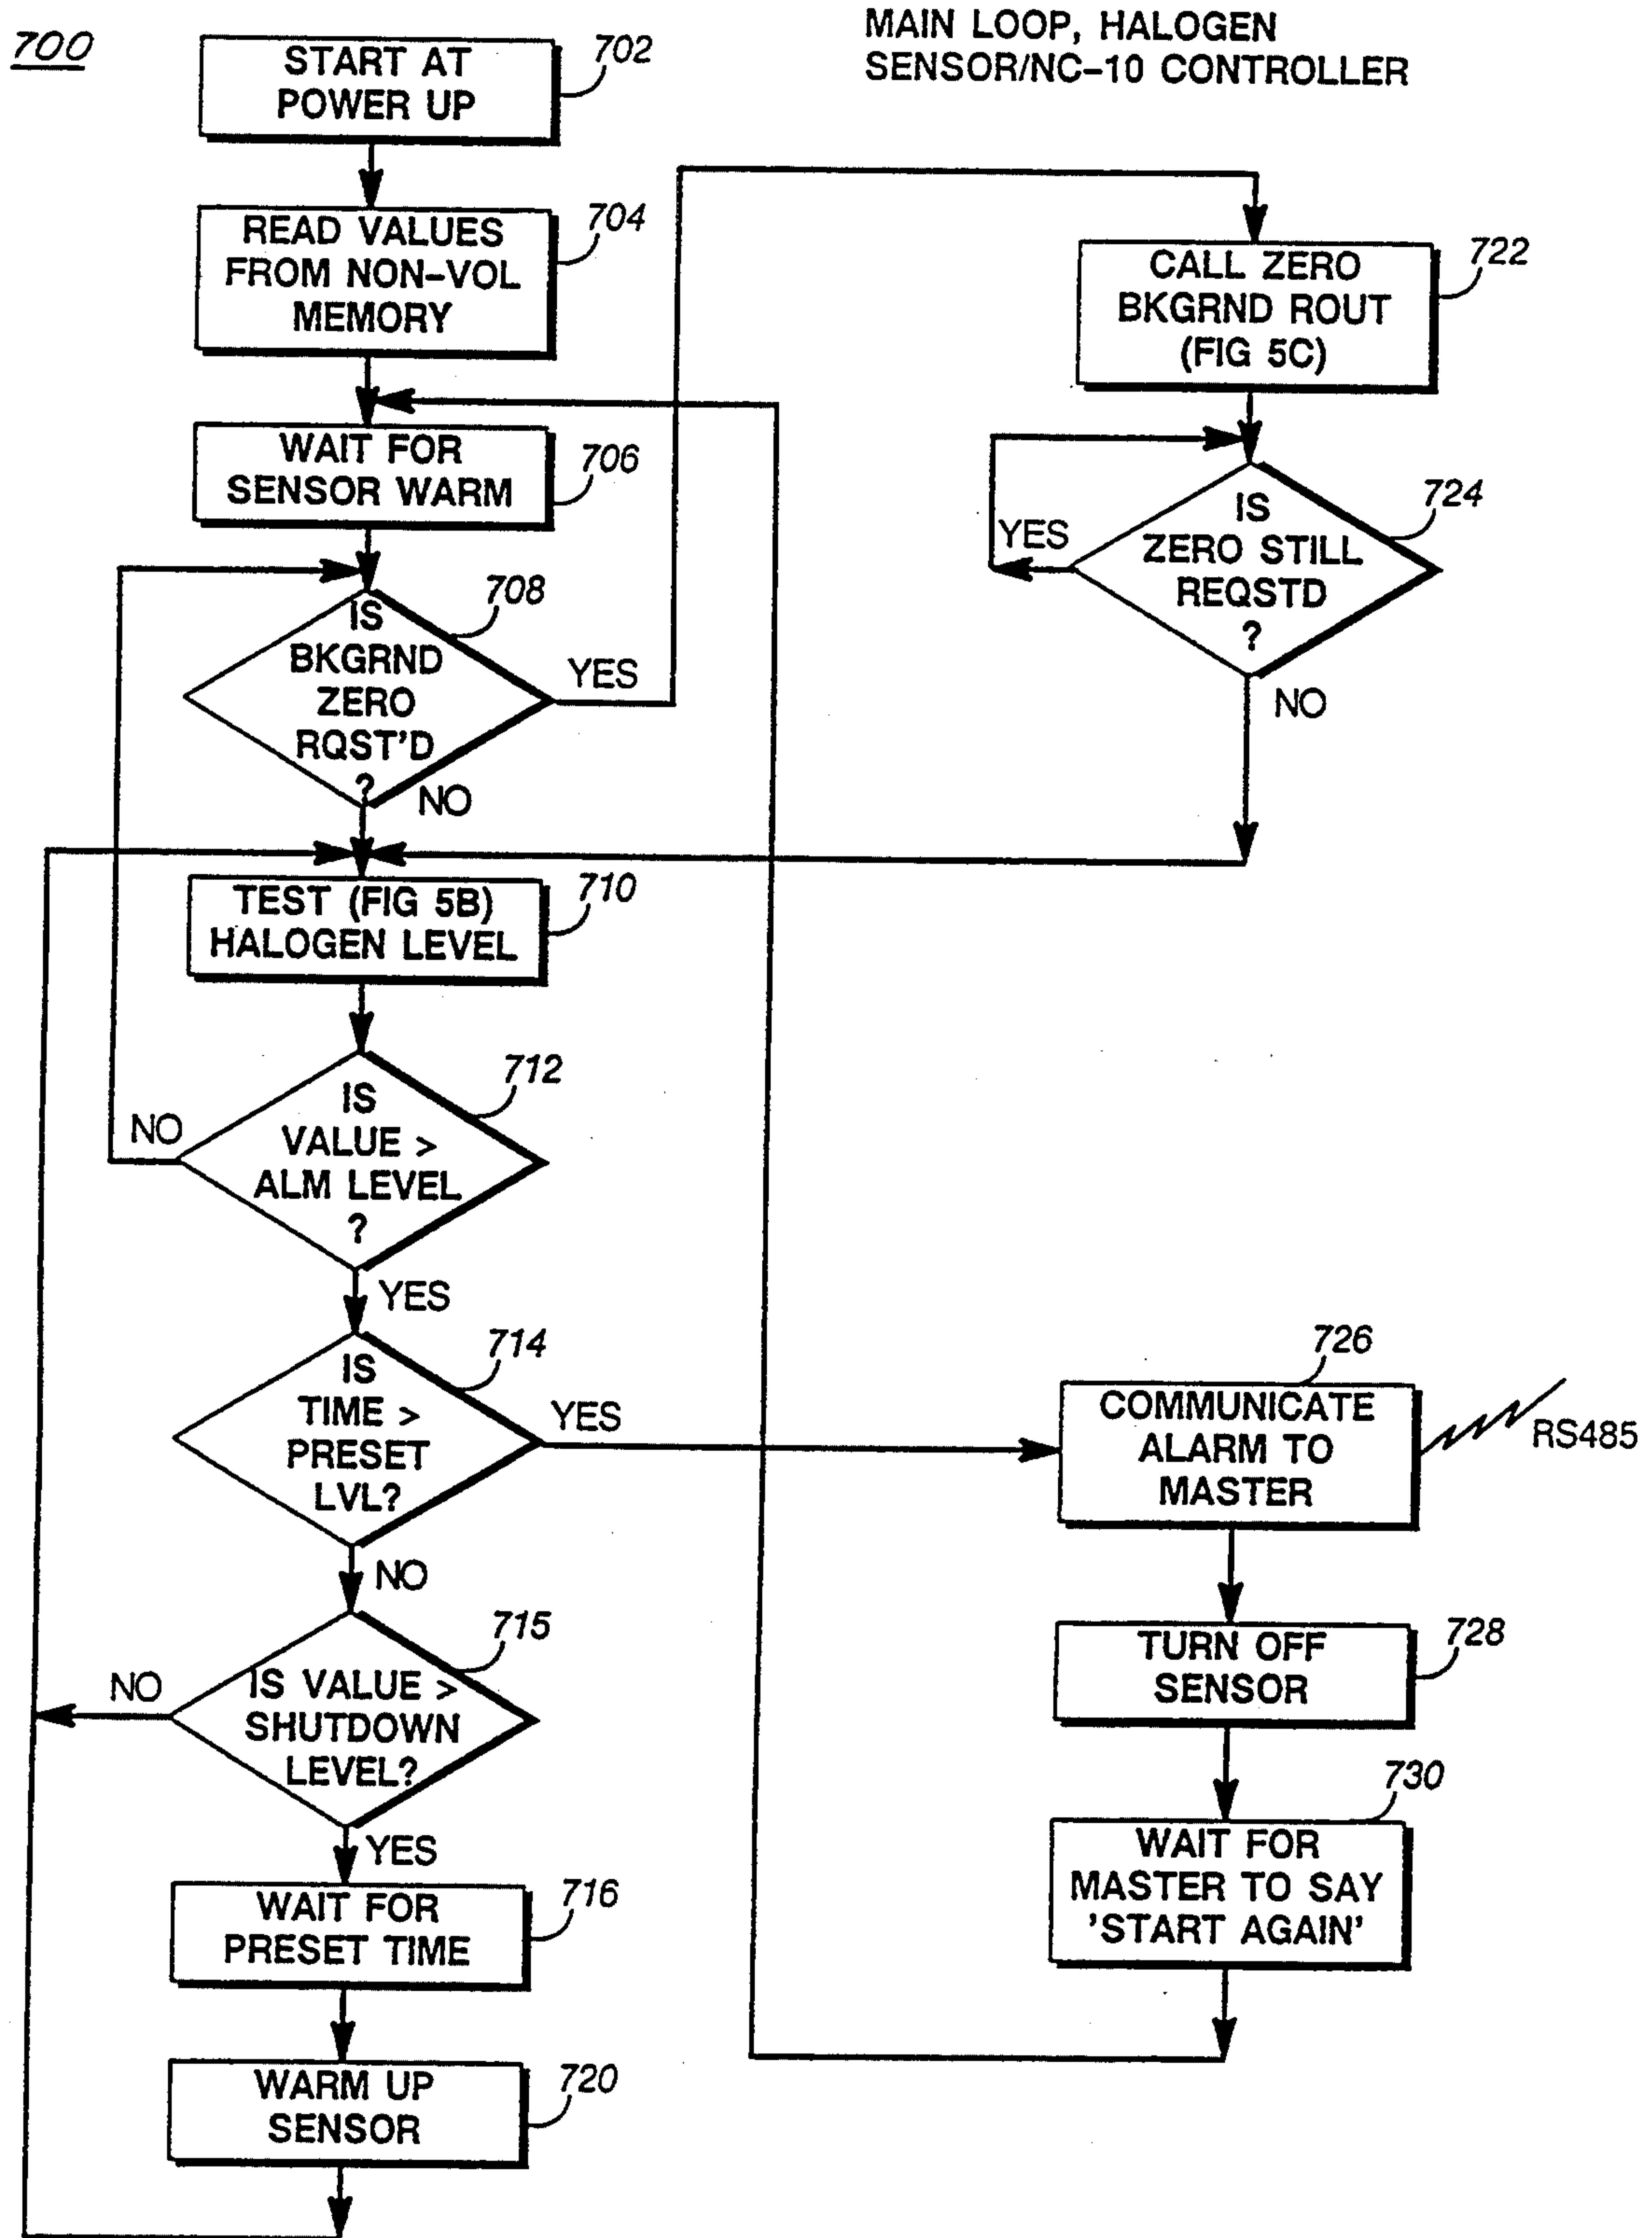 700
MAIN LOOP, HALOGEN
SENSOR/NC-10 CONTROLLER
START AT
POWER UP
702
READ VALUES
FROM NON-VOL
MEMORY
704
WAIT FOR
SENSOR WARM
706
IS
BKGRND
ZERO
RQST'D
?
708
YES
NO
TEST (FIG 5B)
HALOGEN LEVEL
710
IS
VALUE >
ALM LEVEL
?
712
NO
YES
IS
TIME >
PRESET
LVL?
714
YES
NO
IS VALUE >
SHUTDOWN
LEVEL?
715
NO
YES
WAIT FOR
PRESET TIME
716
WARM UP
SENSOR
720
CALL ZERO
BKGRND ROUT
(FIG 5C)
722
IS
ZERO STILL
REQSTD
?
724
YES
NO
COMMUNICATE
ALARM TO
MASTER
726
RS485
TURN OFF
SENSOR
728
WAIT FOR
MASTER TO SAY
'START AGAIN'
730